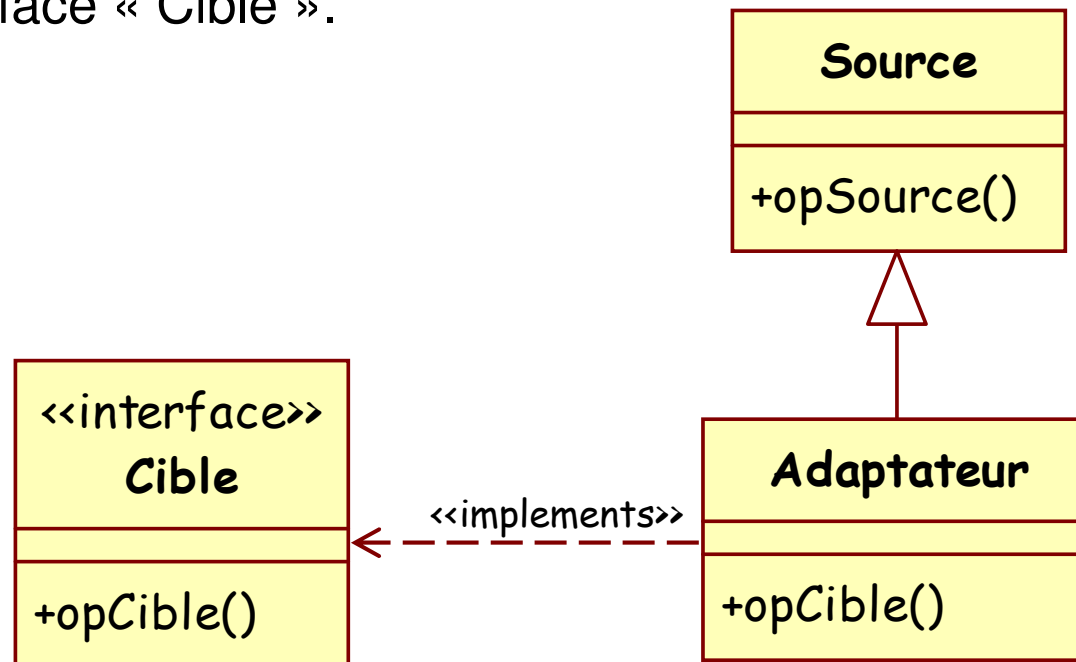 face « Cible ».
Source
+opSource()
<<interface>>
Cible
+opCible()
<<implements>>
Adaptateur
+opCible()